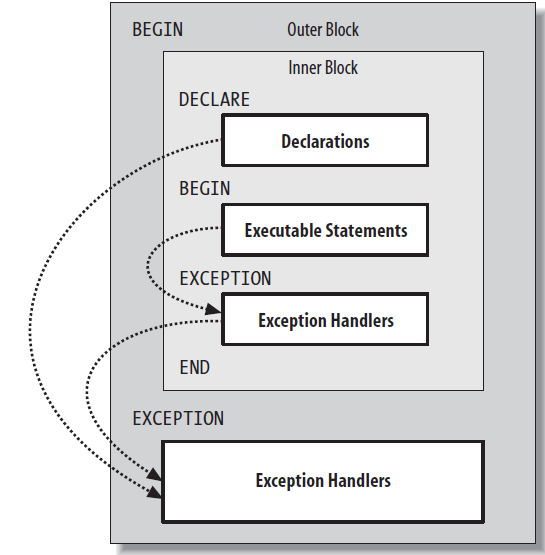 BEGIN Outer Block
Inner Block
DECLARE
Declarations
BEGIN
Executable Statements
EXCEPTION
Exception Handlers
END
EXCEPTION
Exception Handlers